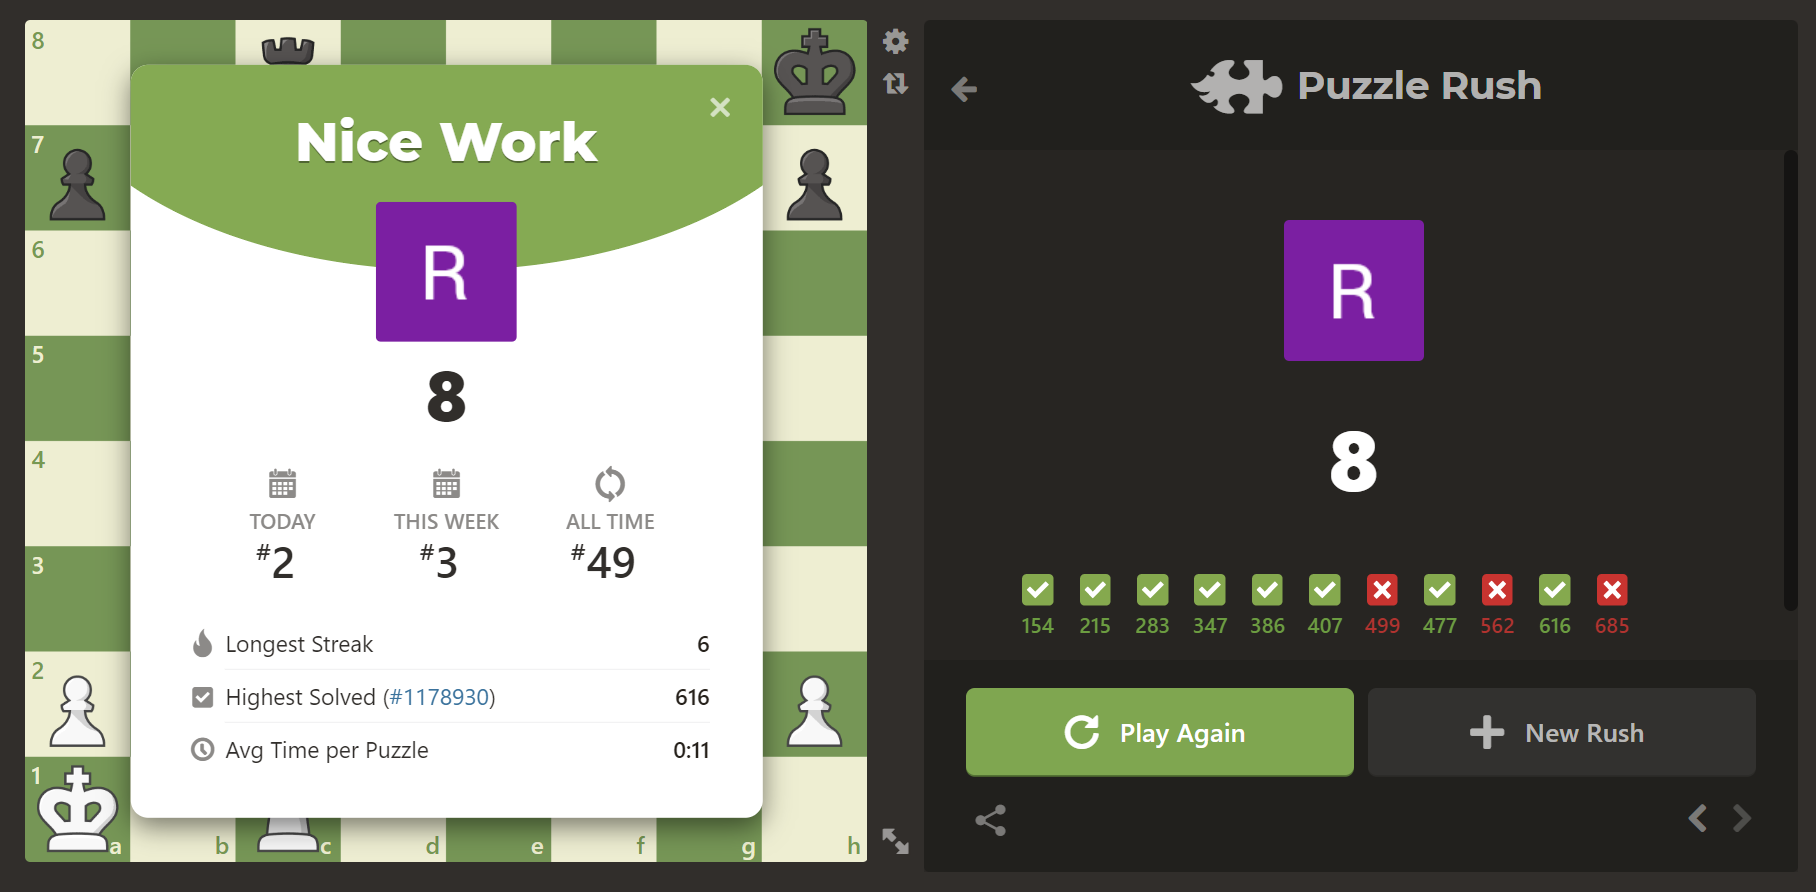 8
7
6
5
4
3
2
1
a
b
c
d
e
f
g
h
Nice Work
R
8
TODAY
#2
THIS WEEK
#3
ALL TIME
#49
Longest Streak 6
Highest Solved (#1178930) 616
Avg Time per Puzzle 0:11
Puzzle Rush
R
8
154 215 283 347 386 407 499 477 562 616 685
Play Again
New Rush